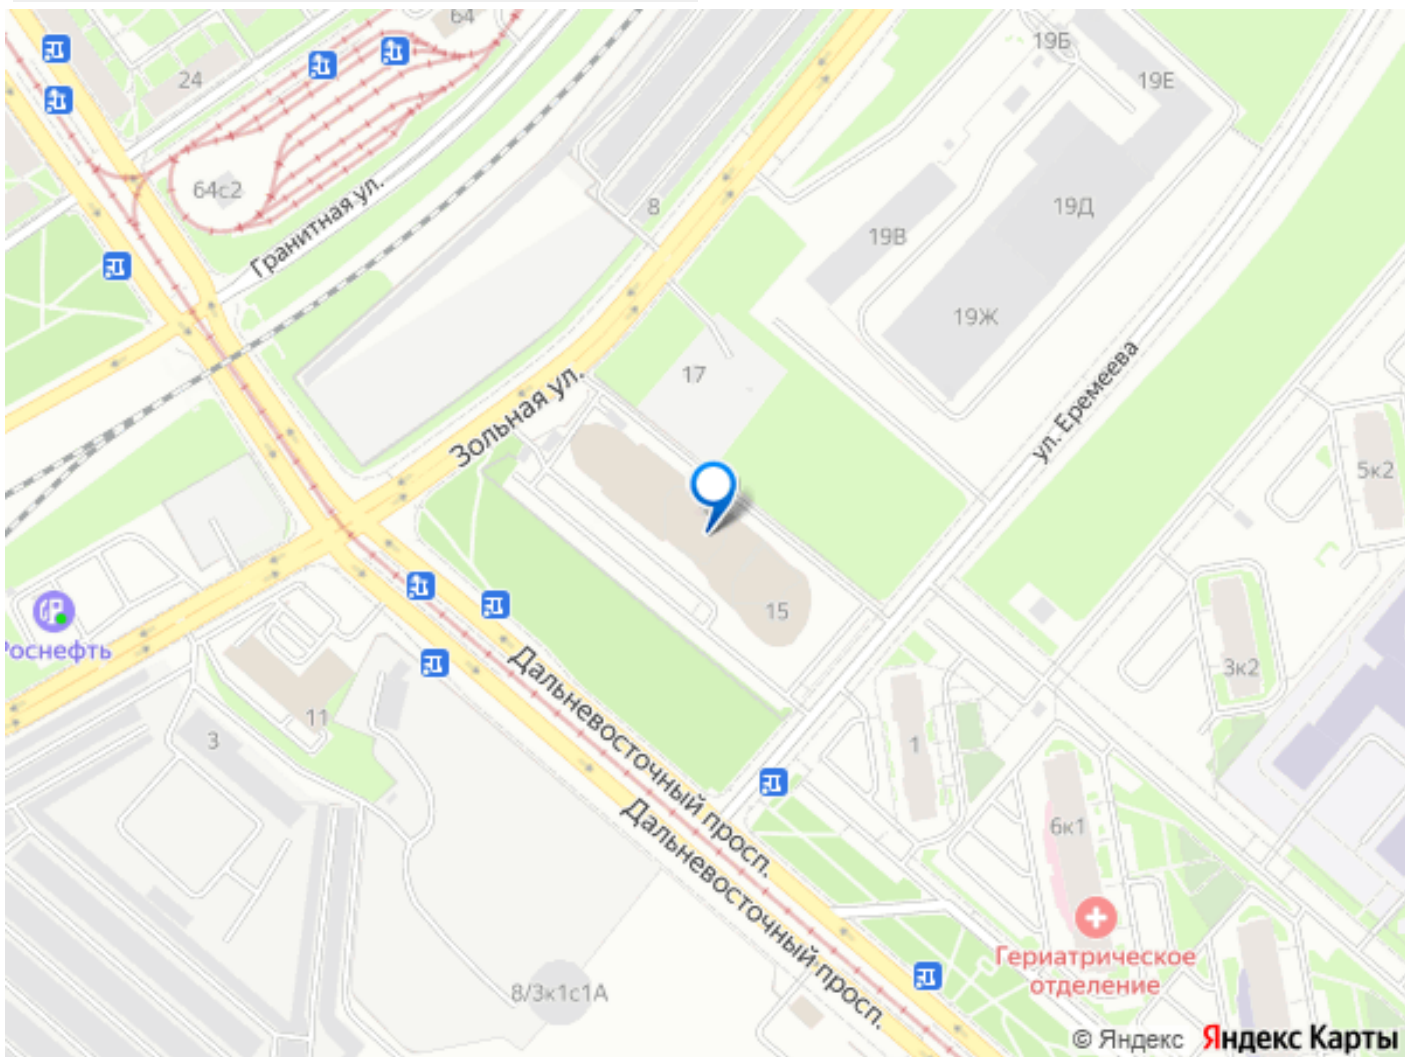 64
19Б
24
19Е
64с2
Гранитная ул.
8
19Д
19В
19Ж
17
ул. Еремеева
Зольная ул.
5к2
15
Роснефть
3к2
11
3
1
Дальневосточный просп.
Дальневосточный просп.
6к1
Гериатрическое
отделение
8/3к1с1А
© Яндекс Яндекс Карты